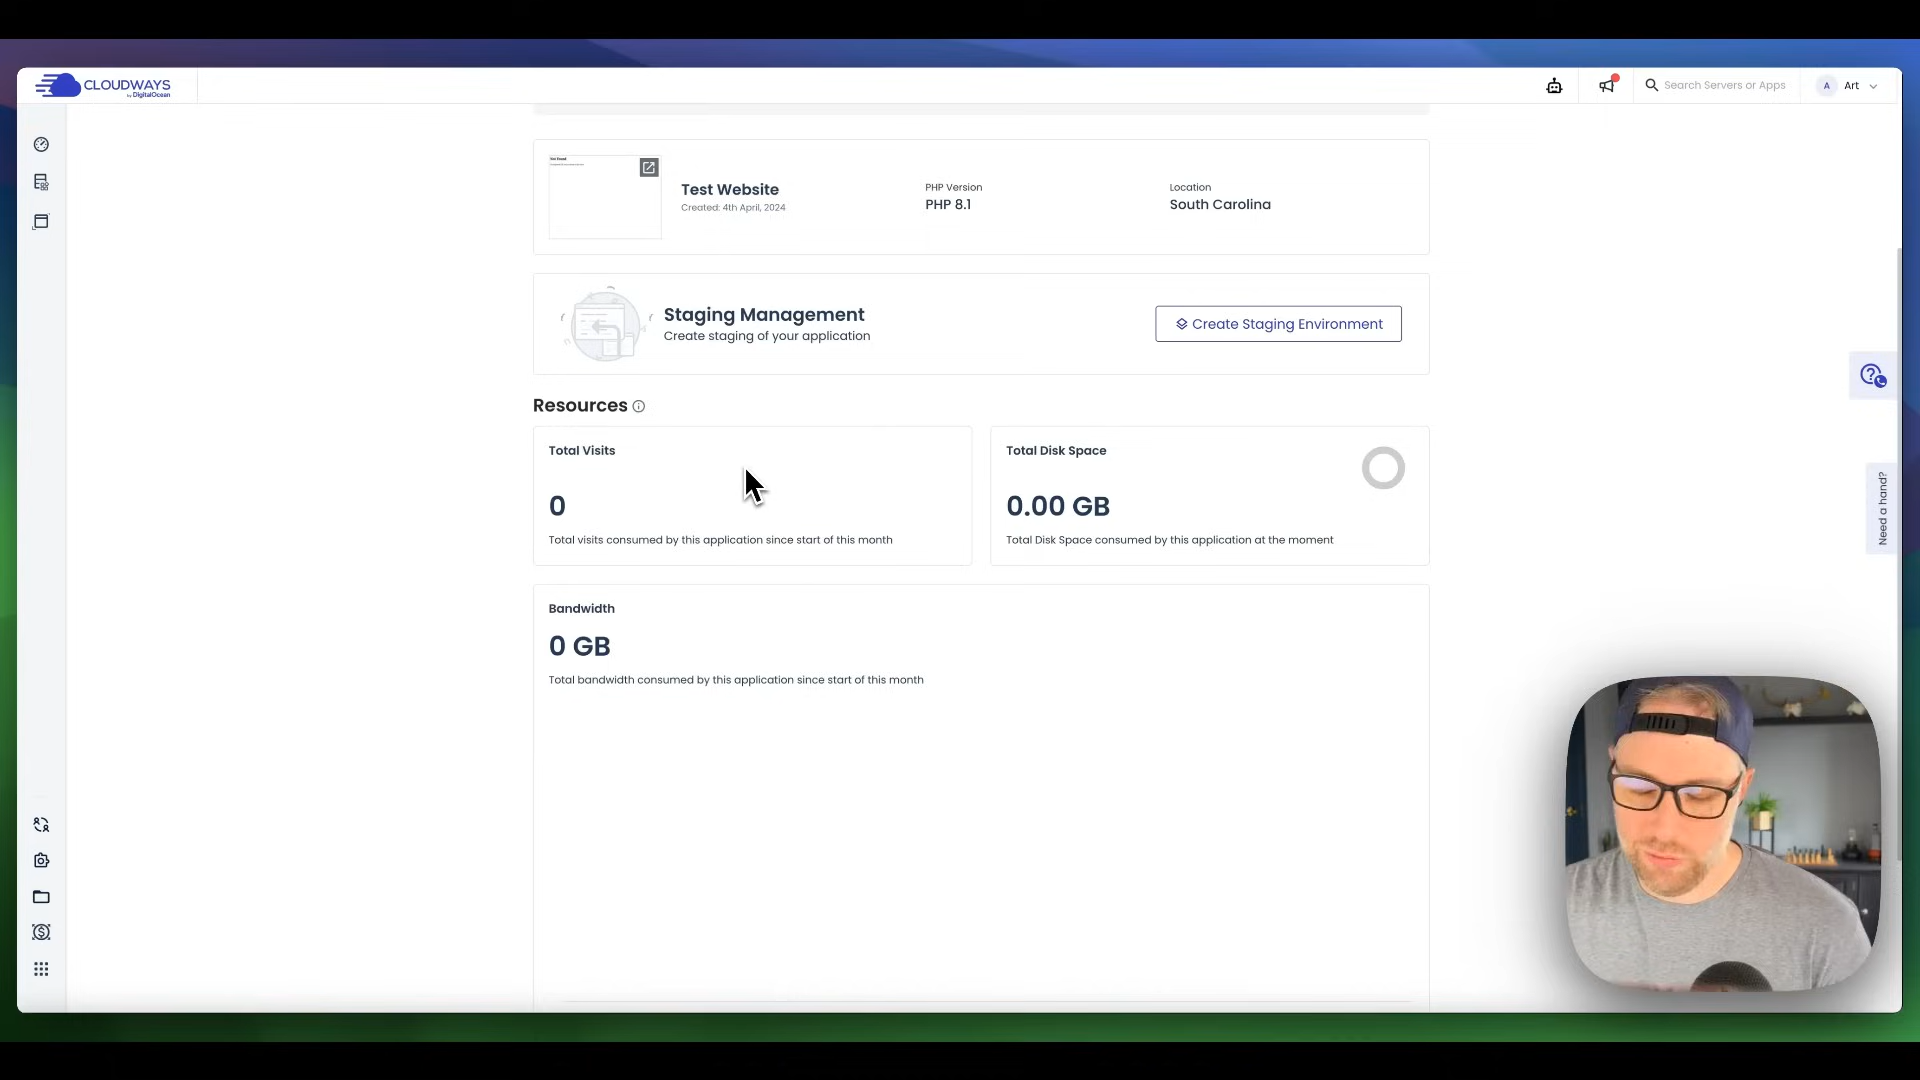 CLOUDWAYS
by DigitalOcean
Search Servers or Apps
A
Art
Test Website
Created: 4th April, 2024
PHP Version
PHP 8.1
Location
South Carolina
Staging Management
Create staging of your application
Create Staging Environment
Resources
Total Visits
0
Total visits consumed by this application since start of this month
Total Disk Space
0.00 GB
Total Disk Space consumed by this application at the moment
Need a hand?
Bandwidth
0 GB
Total bandwidth consumed by this application since start of this month